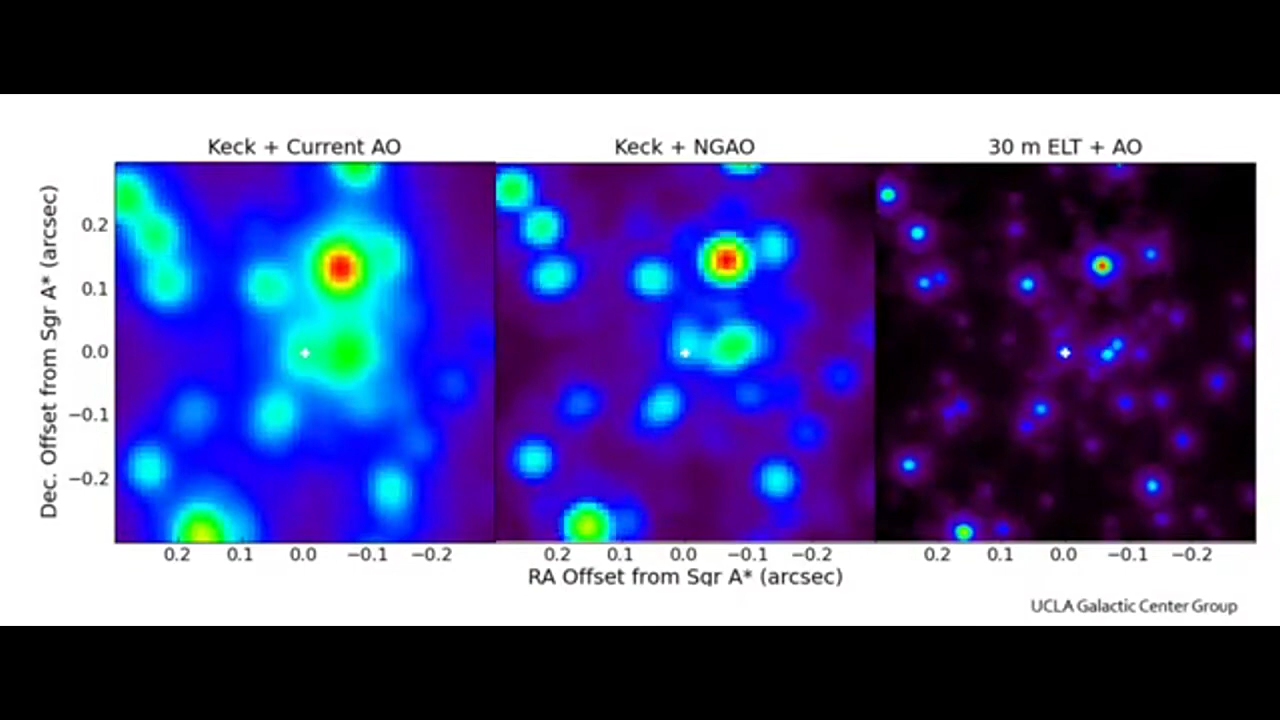 Keck + Current AO
Keck + NGAO
30 m ELT + AO
Dec. Offset from Sgr A* (arcsec)
0.2
0.1
0.0
−0.1
−0.2
0.2 0.1 0.0 −0.1 −0.2
0.2 0.1 0.0 −0.1 −0.2
0.2 0.1 0.0 −0.1 −0.2
RA Offset from Sgr A* (arcsec)
UCLA Galactic Center Group